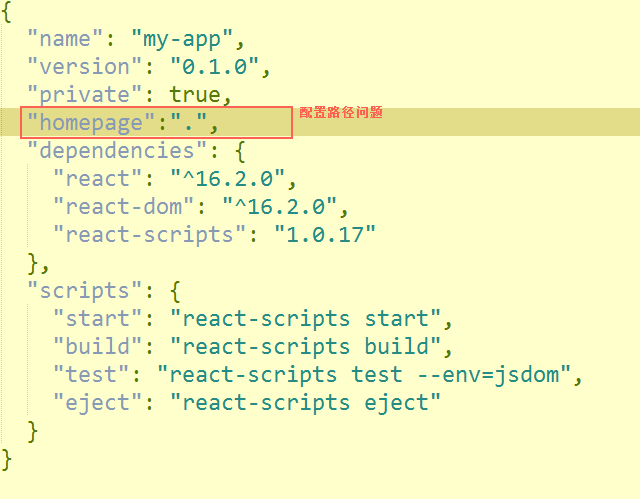 {
  "name": "my-app",
  "version": "0.1.0",
  "private": true,
  "homepage":".", 配置路径问题
  "dependencies": {
    "react": "^16.2.0",
    "react-dom": "^16.2.0",
    "react-scripts": "1.0.17"
  },
  "scripts": {
    "start": "react-scripts start",
    "build": "react-scripts build",
    "test": "react-scripts test --env=jsdom",
    "eject": "react-scripts eject"
  }
}